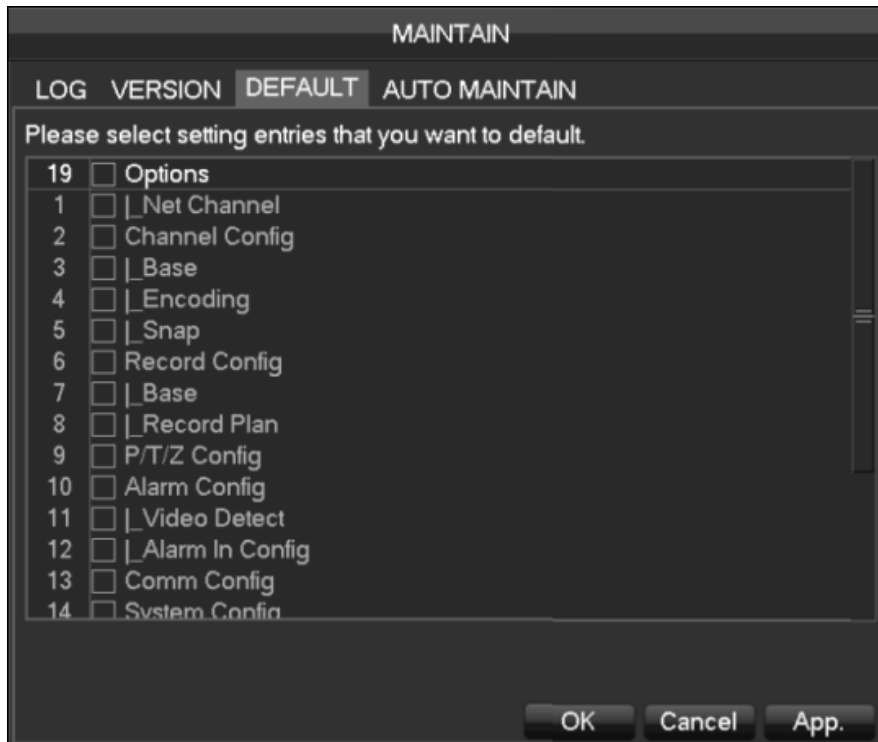 MAINTAIN
LOG VERSION DEFAULT AUTO MAINTAIN
Please select setting entries that you want to default.
19 Options
1 |_Net Channel
2 Channel Config
3 |_Base
4 |_Encoding
5 |_Snap
6 Record Config
7 |_Base
8 |_Record Plan
9 P/T/Z Config
10 Alarm Config
11 |_Video Detect
12 |_Alarm In Config
13 Comm Config
14 System Config
OK Cancel App.